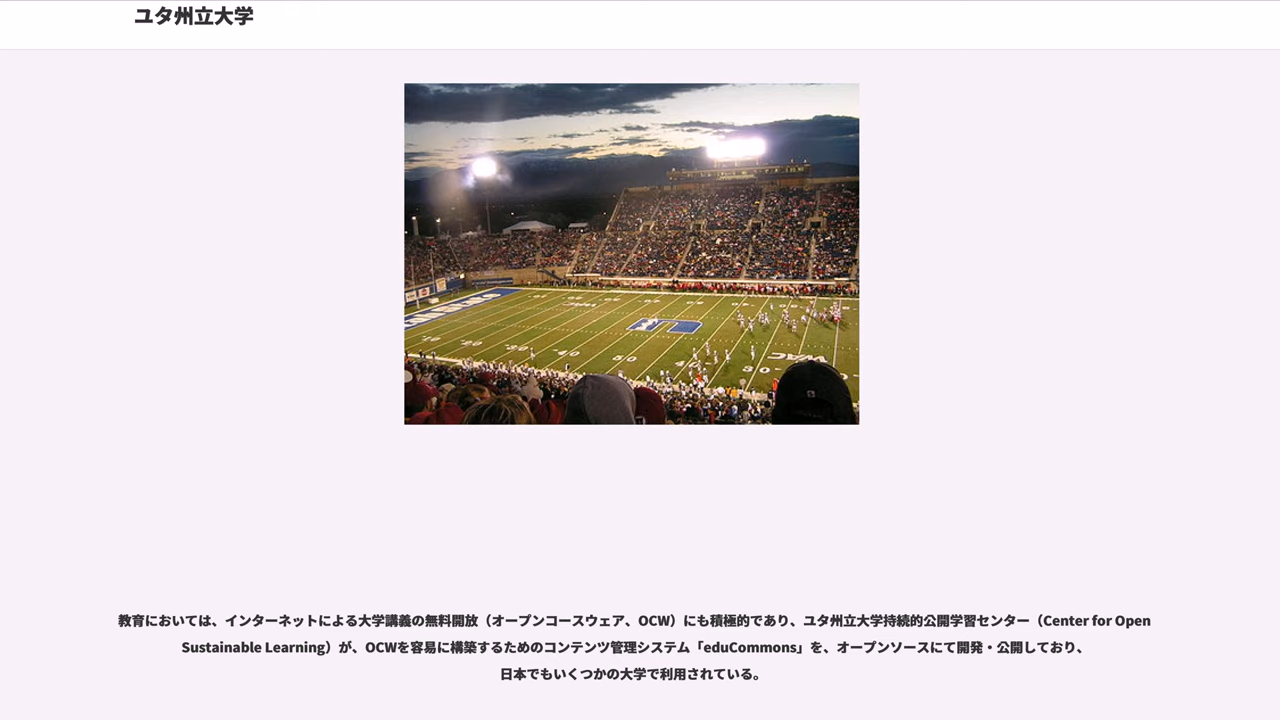 ユタ州立大学
U
WAC
教育においては、インターネットによる大学講義の無料開放（オープンコースウェア、OCW）にも積極的であり、ユタ州立大学持続的公開学習センター（Center for Open
Sustainable Learning）が、OCWを容易に構築するためのコンテンツ管理システム「eduCommons」を、オープンソースにて開発・公開しており、
日本でもいくつかの大学で利用されている。